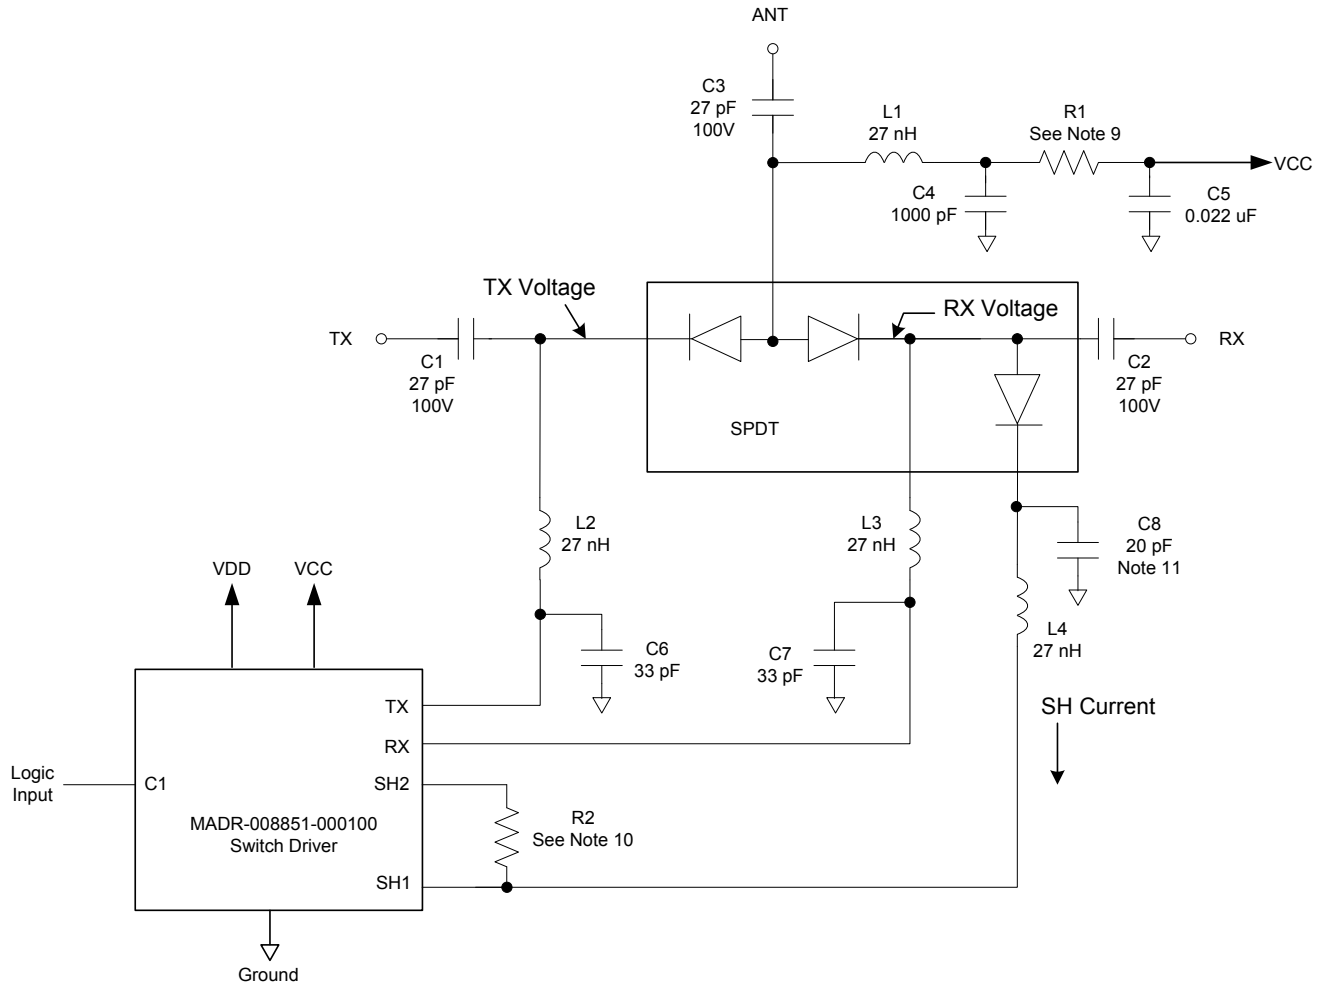 ANT
C3
27 pF
100V
L1
27 nH
R1
See Note 9
VCC
C4
1000 pF
C5
0.022 uF
TX Voltage
RX Voltage
TX
C1
27 pF
100V
SPDT
C2
27 pF
100V
RX
L2
27 nH
L3
27 nH
C8
20 pF
Note 11
VDD
VCC
L4
27 nH
C6
33 pF
C7
33 pF
SH Current
TX
RX
SH2
SH1
Logic
Input
C1
MADR-008851-000100
Switch Driver
R2
See Note 10
Ground